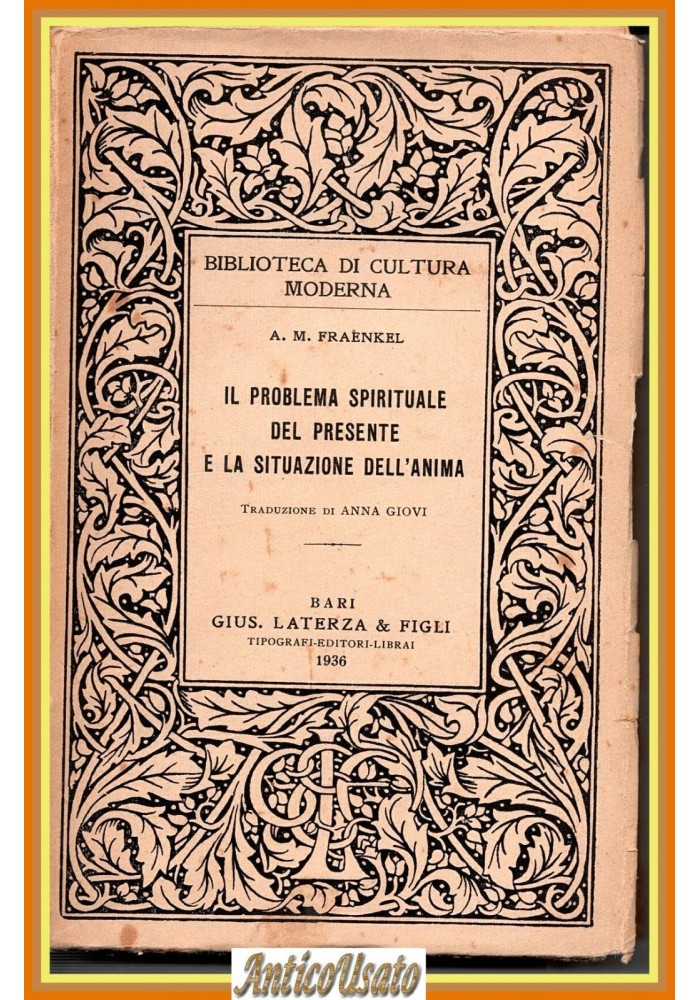 BIBLIOTECA DI CULTURA
MODERNA
A. M. FRAENKEL
IL PROBLEMA SPIRITUALE
DEL PRESENTE
E LA SITUAZIONE DELL'ANIMA
TRADUZIONE DI ANNA GIOVI
BARI
GIUS. LATERZA & FIGLI
TIPOGRAFI-EDITORI-LIBRAI
1936
AnticoUsato